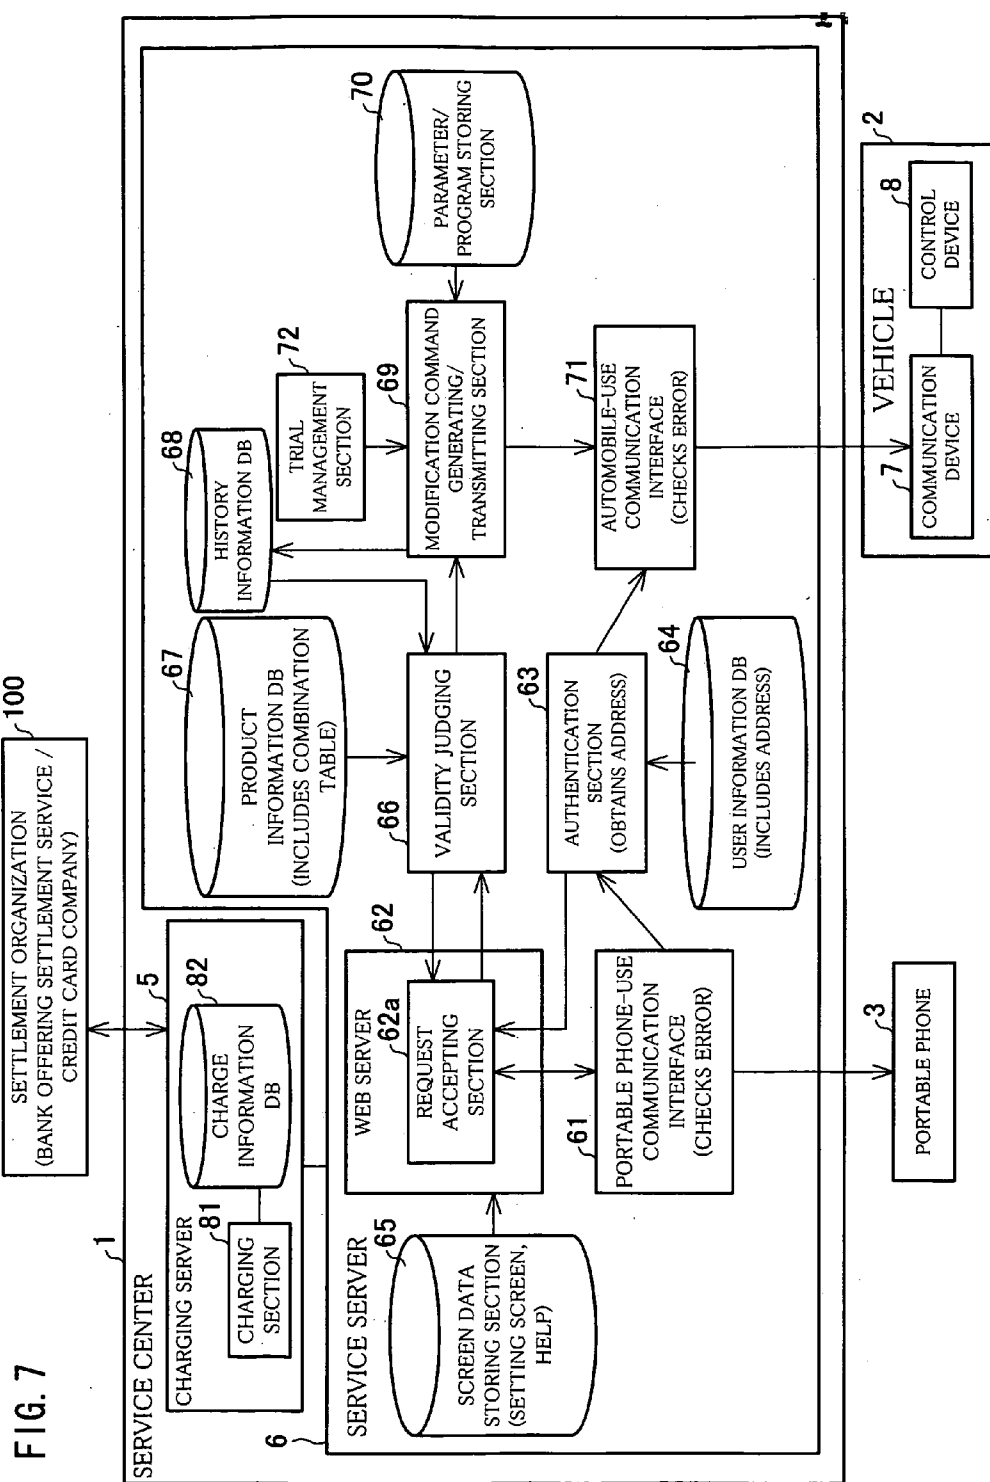 FIG. 7
SETTLEMENT ORGANIZATION
(BANK OFFERING SETTLEMENT SERVICE /
CREDIT CARD COMPANY)
100
1
SERVICE CENTER
CHARGING SERVER
5
81
CHARGING
SECTION
82
CHARGE
INFORMATION
DB
6
SERVICE SERVER
65
SCREEN DATA
STORING SECTION
(SETTING SCREEN,
HELP)
WEB SERVER
62
62a
REQUEST
ACCEPTING
SECTION
61
PORTABLE PHONE-USE
COMMUNICATION
INTERFACE
(CHECKS ERROR)
67
PRODUCT
INFORMATION DB
(INCLUDES COMBINATION
TABLE)
66
VALIDITY JUDGING
SECTION
63
AUTHENTICATION
SECTION
(OBTAINS ADDRESS)
64
USER INFORMATION DB
(INCLUDES ADDRESS)
68
HISTORY
INFORMATION DB
72
TRIAL
MANAGEMENT
SECTION
69
MODIFICATION COMMAND
GENERATING/
TRANSMITTING SECTION
70
PARAMETER/
PROGRAM STORING
SECTION
71
AUTOMOBILE-USE
COMMUNICATION
INTERFACE
(CHECKS ERROR)
3
PORTABLE PHONE
2
VEHICLE
7
COMMUNICATION
DEVICE
8
CONTROL
DEVICE